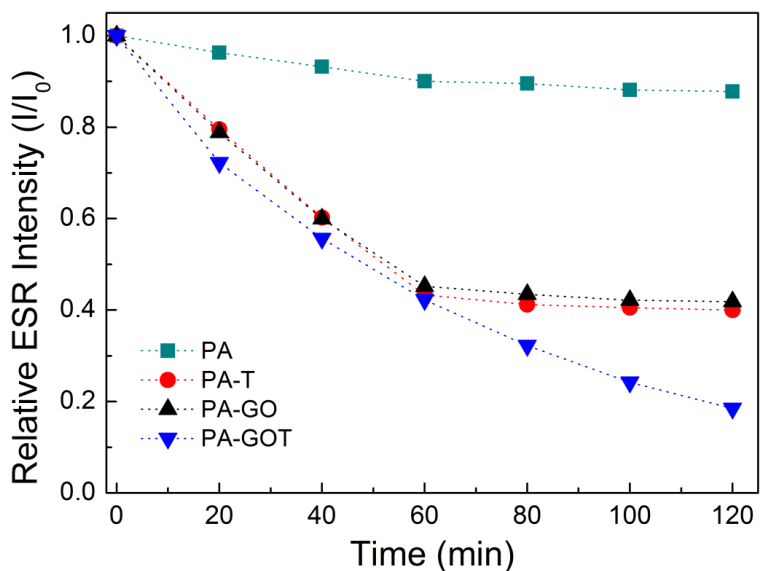 Relative ESR Intensity (I/I₀)
1.0
0.8
0.6
0.4
0.2
0.0
PA
PA-T
PA-GO
PA-GOT
0 20 40 60 80 100 120
Time (min)